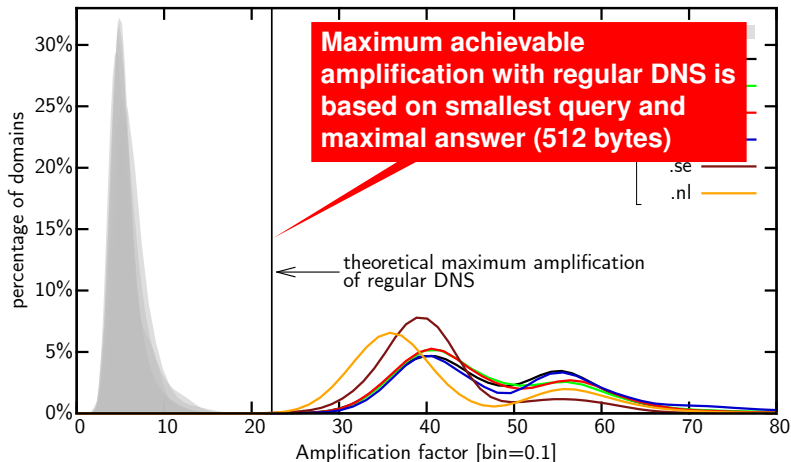 Maximum achievable
amplification with regular DNS is
based on smallest query and
maximal answer (512 bytes)
.se
.nl
theoretical maximum amplification
of regular DNS
percentage of domains
30%
25%
20%
15%
10%
5%
0%
10
20
30
40
50
60
70
80
Amplification factor [bin=0.1]